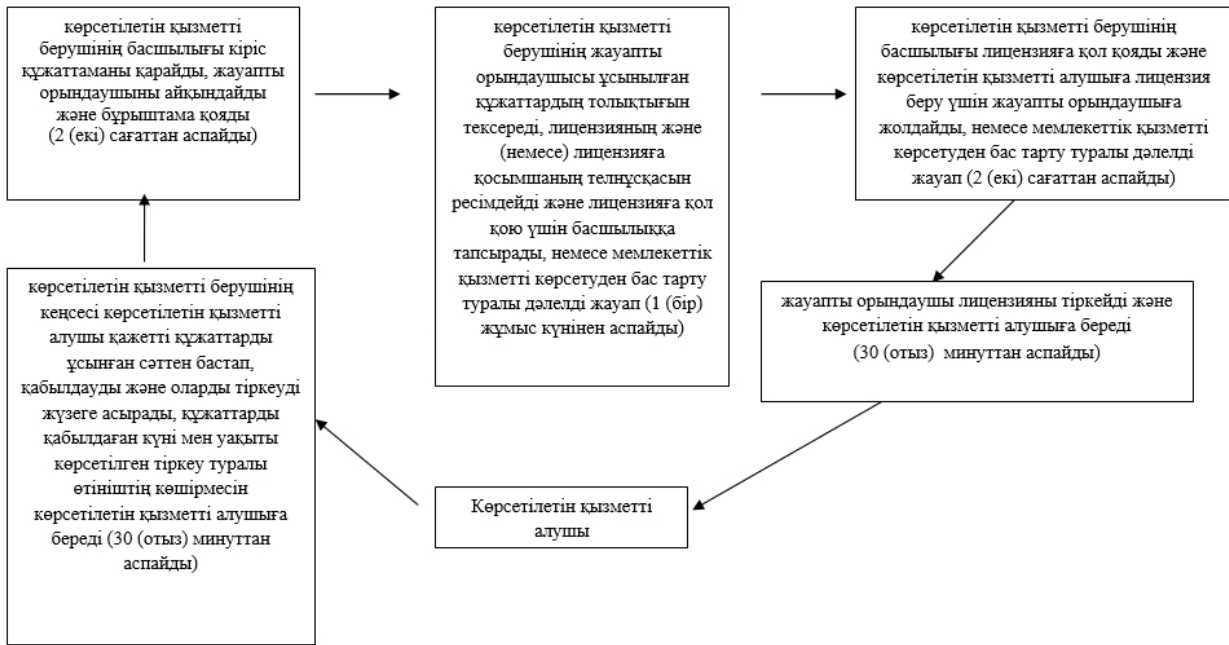 көрсетілетін қызметті
берушінің басшылығы кіріс
құжаттаманы қарайды, жауапты
орындаушыны айқындайды
және бұрыштама қояды
(2 (екі) сағаттан аспайды)
көрсетілетін қызметті
берушінің жауапты
орындаушысы ұсынылған
құжаттардың толықтығын
тексереді, лицензияның және
(немесе) лицензияға
қосымшаның телнұсқасын
ресімдейді және лицензияға қол
қою үшін басшылыққа
тапсырады, немесе мемлекеттік
қызметті көрсетуден бас тарту
туралы дәлелді жауап (1 (бір)
жұмыс күнінен аспайды)
көрсетілетін қызметті берушінің
басшылығы лицензияға қол қояды және
көрсетілетін қызметті алушыға лицензия
беру үшін жауапты орындаушыға
жолдайды, немесе мемлекеттік қызметті
көрсетуден бас тарту туралы дәлелді
жауап (2 (екі) сағаттан аспайды)
көрсетілетін қызметті берушінің
кеңсесі көрсетілетін қызметті
алушы қажетті құжаттарды
ұсынған сәттен бастап,
қабылдауды және оларды тіркеуді
жүзеге асырады, құжаттарды
қабылдаған күні мен уақыты
көрсетілген тіркеу туралы
өтініштің көшірмесін
көрсетілетін қызметті алушыға
береді (30 (отыз) минуттан
аспайды)
жауапты орындаушы лицензияны тіркейді және
көрсетілетін қызметті алушыға береді
(30 (отыз) минуттан аспайды)
Көрсетілетін қызметті
алушы